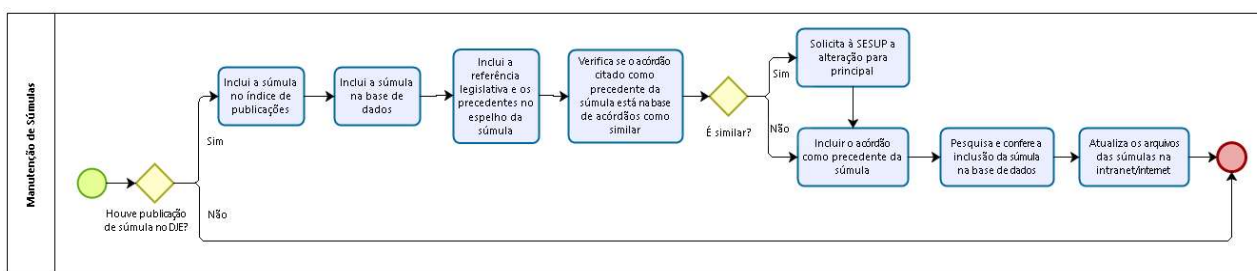 Manutenção de Súmulas
Houve publicação
de súmula no DJE?
Sim
Não
Inclui a súmula
no índice de
publicações
Inclui a súmula
na base de
dados
Inclui a
referência
legislativa e os
precedentes no
espelho da
súmula
Verifica se o acórdão
citado como
precedente da
súmula está na base
de acórdãos como
similar
É similar?
Sim
Não
Solicita à SESUP a
alteração para
principal
Incluir o acórdão
como precedente da
súmula
Pesquisa e confere a
inclusão da súmula
na base de dados
Atualiza os arquivos
das súmulas na
intranet/internet